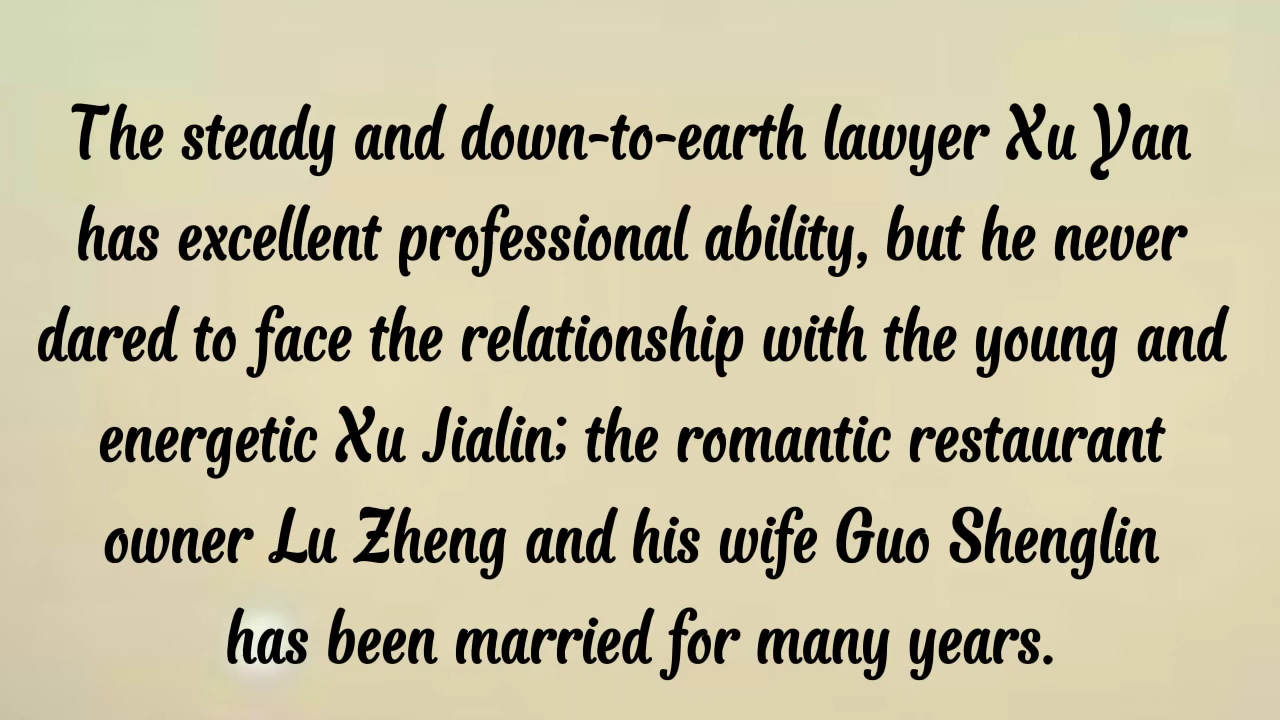 The steady and down-to-earth lawyer Xu Yan
has excellent professional ability, but he never
dared to face the relationship with the young and
energetic Xu Jialin; the romantic restaurant
owner Lu Zheng and his wife Guo Shenglin
has been married for many years.